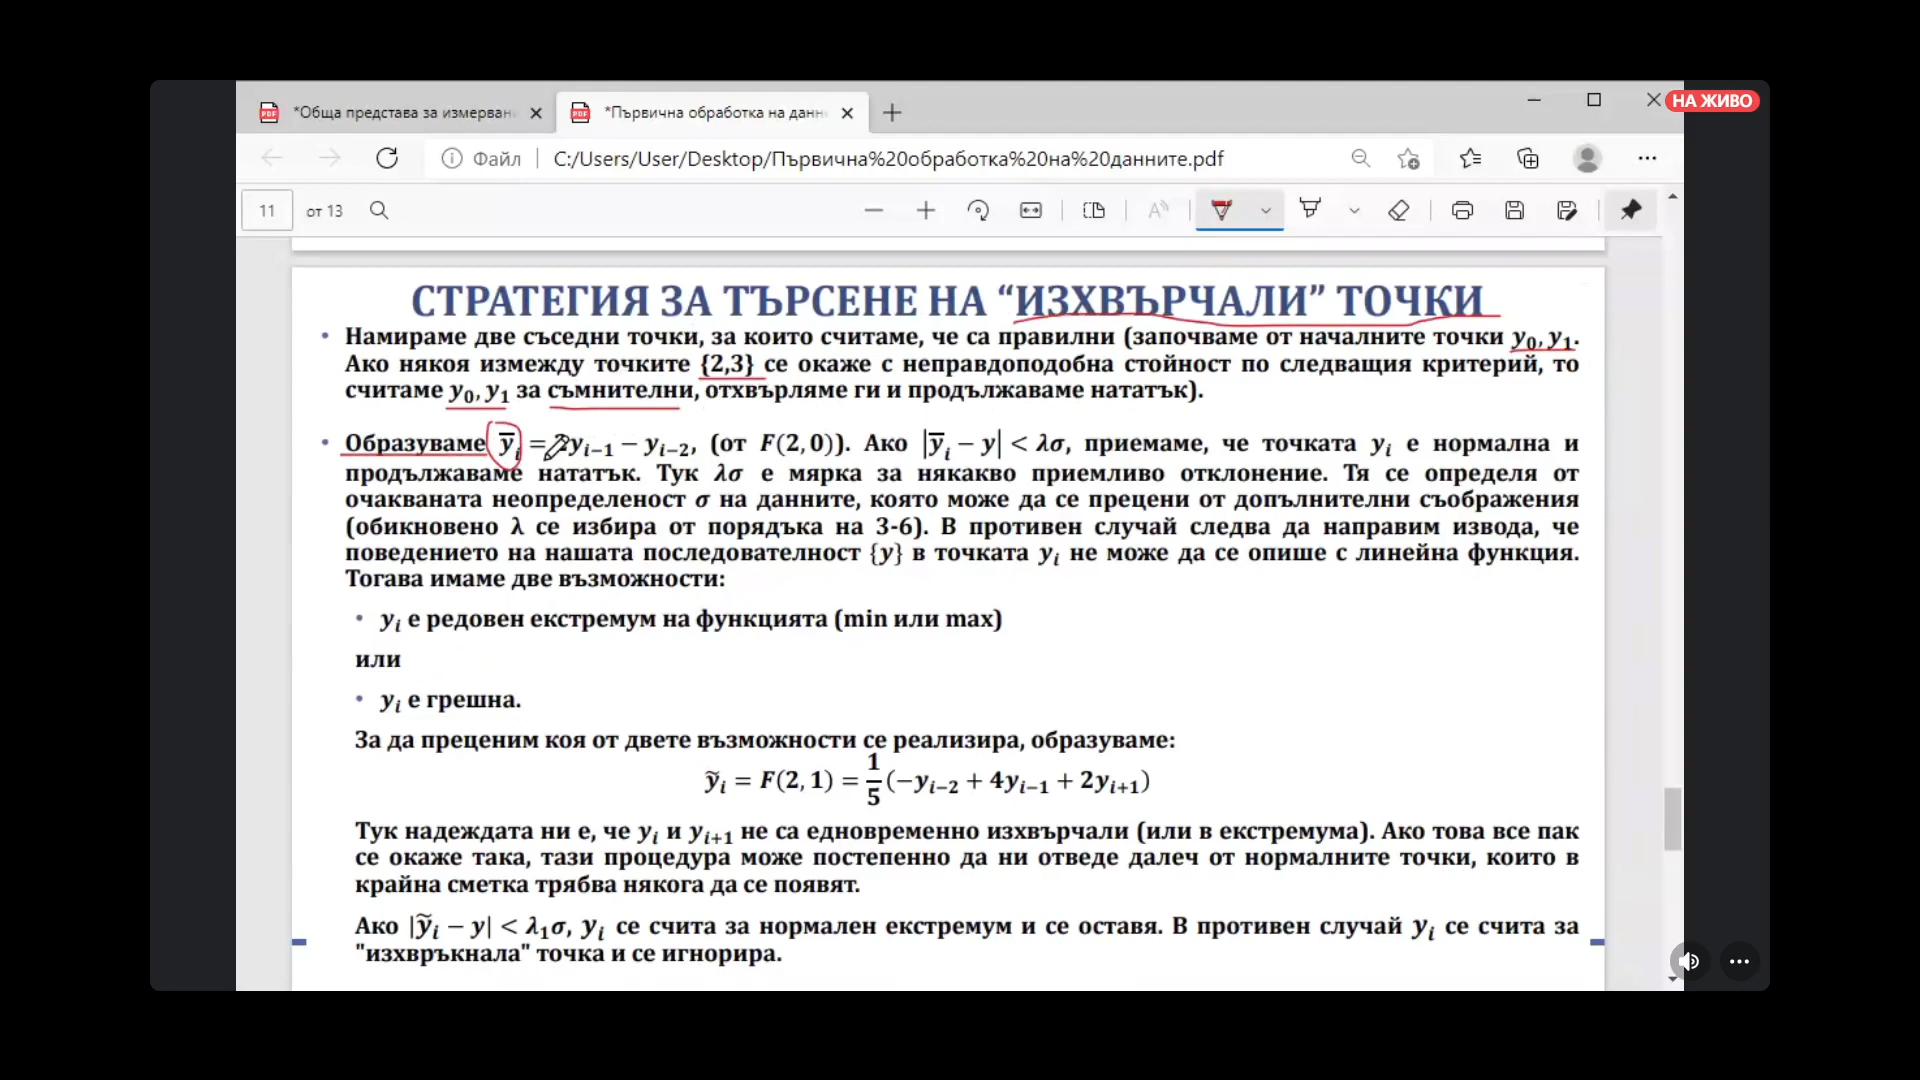 *Обща представа за измерван
*Първична обработка на данн
НА ЖИВО
Файл
C:/Users/User/Desktop/Първична%20обработка%20на%20данните.pdf
11 от 13
СТРАТЕГИЯ ЗА ТЪРСЕНЕ НА “ИЗХВЪРЧАЛИ” ТОЧКИ
• Намираме две съседни точки, за които считаме, че са правилни (започваме от началните точки y₀, y₁.
Ако някоя измежду точките {2,3} се окаже с неправдоподобна стойност по следващия критерий, то
считаме y₀, y₁ за съмнителни, отхвърляме ги и продължаваме нататък).
• Образуваме ȳᵢ = 2yᵢ₋₁ − yᵢ₋₂, (от F(2,0)). Ако |ȳᵢ − y| < λσ, приемаме, че точката yᵢ е нормална и
продължаваме нататък. Тук λσ е мярка за някакво приемливо отклонение. Тя се определя от
очакваната неопределеност σ на данните, която може да се прецени от допълнителни съображения
(обикновено λ се избира от порядъка на 3-6). В противен случай следва да направим извода, че
поведението на нашата последователност {y} в точката yᵢ не може да се опише с линейна функция.
Тогава имаме две възможности:
• yᵢ е редовен екстремум на функцията (min или max)
или
• yᵢ е грешна.
За да преценим коя от двете възможности се реализира, образуваме:
ỹᵢ = F(2,1) = 1/5(−yᵢ₋₂ + 4yᵢ₋₁ + 2yᵢ₊₁)
Тук надеждата ни е, че yᵢ и yᵢ₊₁ не са едновременно изхвърчали (или в екстремума). Ако това все пак
се окаже така, тази процедура може постепенно да ни отведе далеч от нормалните точки, които в
крайна сметка трябва някога да се появят.
Ако |ỹᵢ − y| < λ₁σ, yᵢ се счита за нормален екстремум и се оставя. В противен случай yᵢ се счита за
"изхвръкнала" точка и се игнорира.